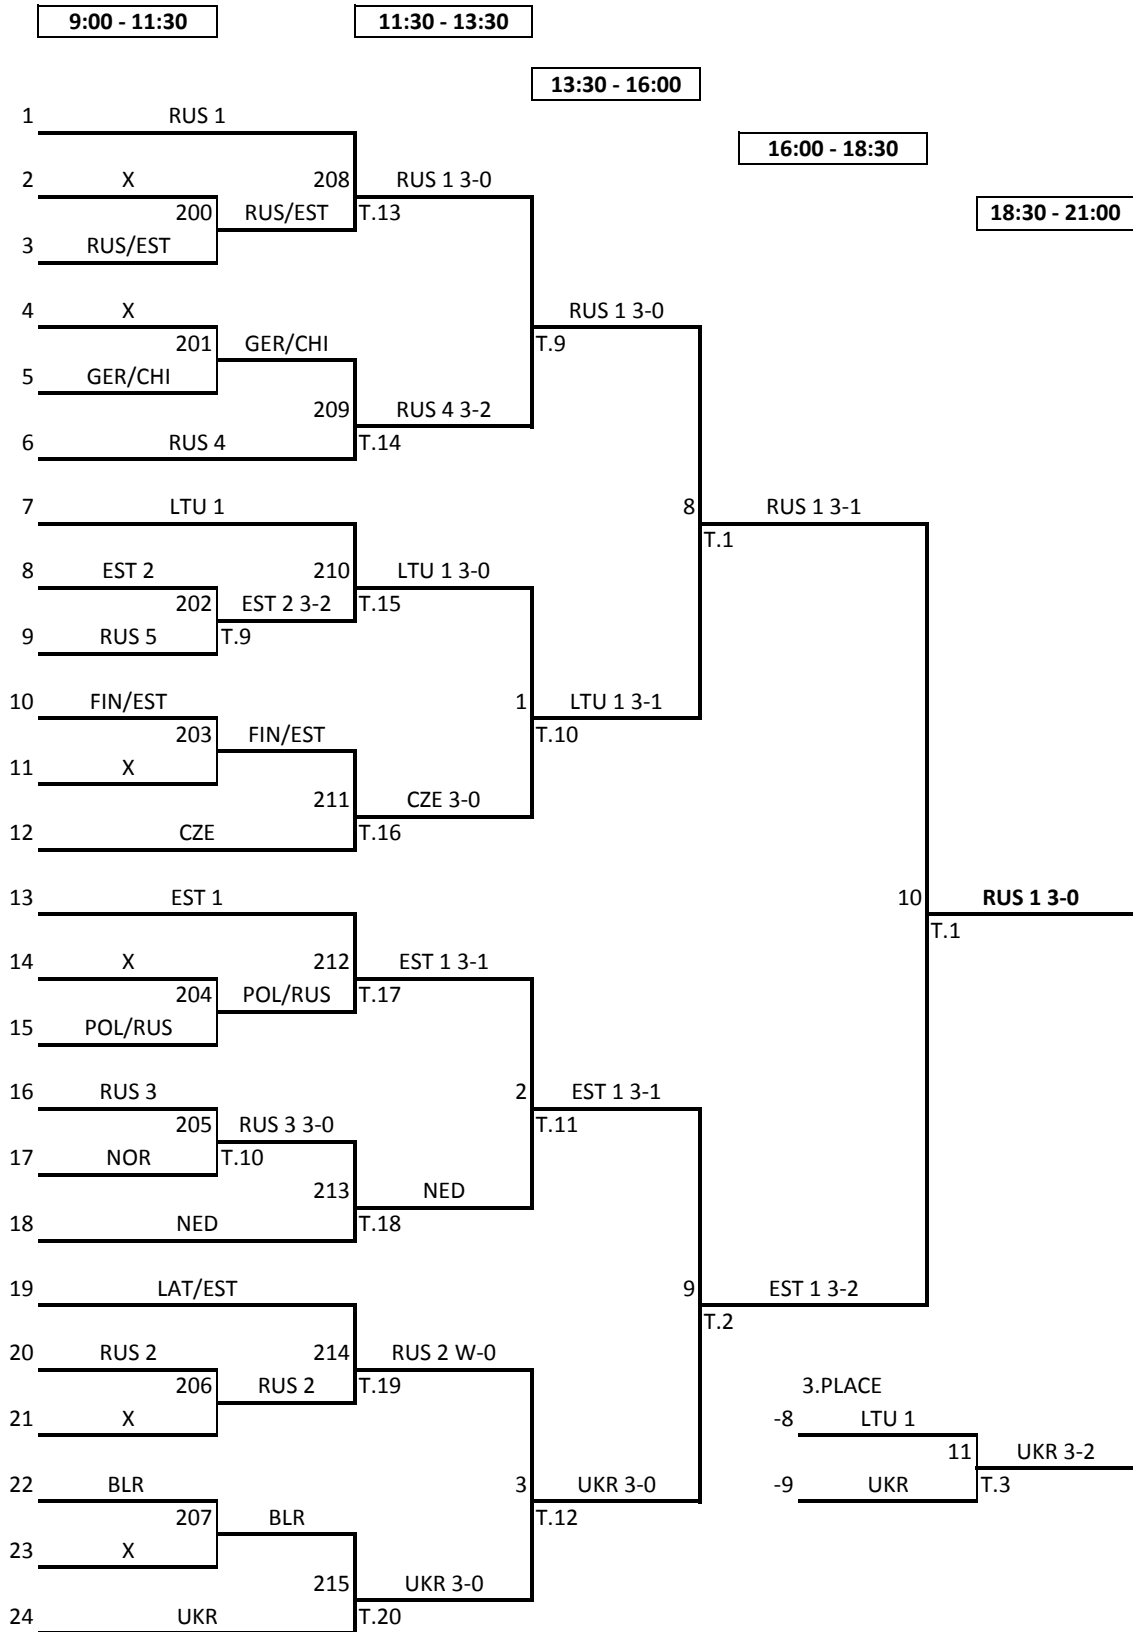 9:00 - 11:30 11:30 - 13:30
13:30 - 16:00
1 RUS 1
16:00 - 18:30
2 X 208 RUS 1 3-0
200 RUS/EST T.13 18:30 - 21:00
3 RUS/EST
4 X RUS 1 3-0
201 GER/CHI T.9
5 GER/CHI
209 RUS 4 3-2
6 RUS 4 T.14
7 LTU 1 8 RUS 1 3-1
T.1
8 EST 2 210 LTU 1 3-0
202 EST 2 3-2 T.15
9 RUS 5 T.9
10 FIN/EST 1 LTU 1 3-1
203 FIN/EST T.10
11 X
211 CZE 3-0
12 CZE T.16
13 EST 1 10 RUS 1 3-0
T.1
14 X 212 EST 1 3-1
204 POL/RUS T.17
15 POL/RUS
16 RUS 3 2 EST 1 3-1
205 RUS 3 3-0 T.11
17 NOR T.10
213 NED
18 NED T.18
19 LAT/EST 9 EST 1 3-2
T.2
20 RUS 2 214 RUS 2 W-0
206 RUS 2 T.19 3.PLACE
21 X -8 LTU 1
11 UKR 3-2
22 BLR 3 UKR 3-0 -9 UKR T.3
207 BLR T.12
23 X
215 UKR 3-0
24 UKR T.20